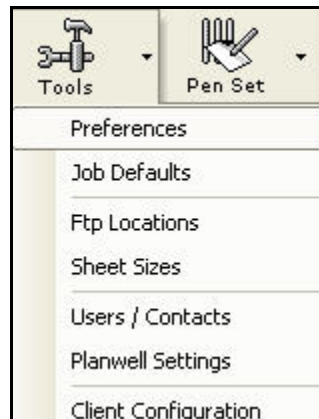 Tools Pen Set
Preferences
Job Defaults
Ftp Locations
Sheet Sizes
Users / Contacts
Planwell Settings
Client Configuration